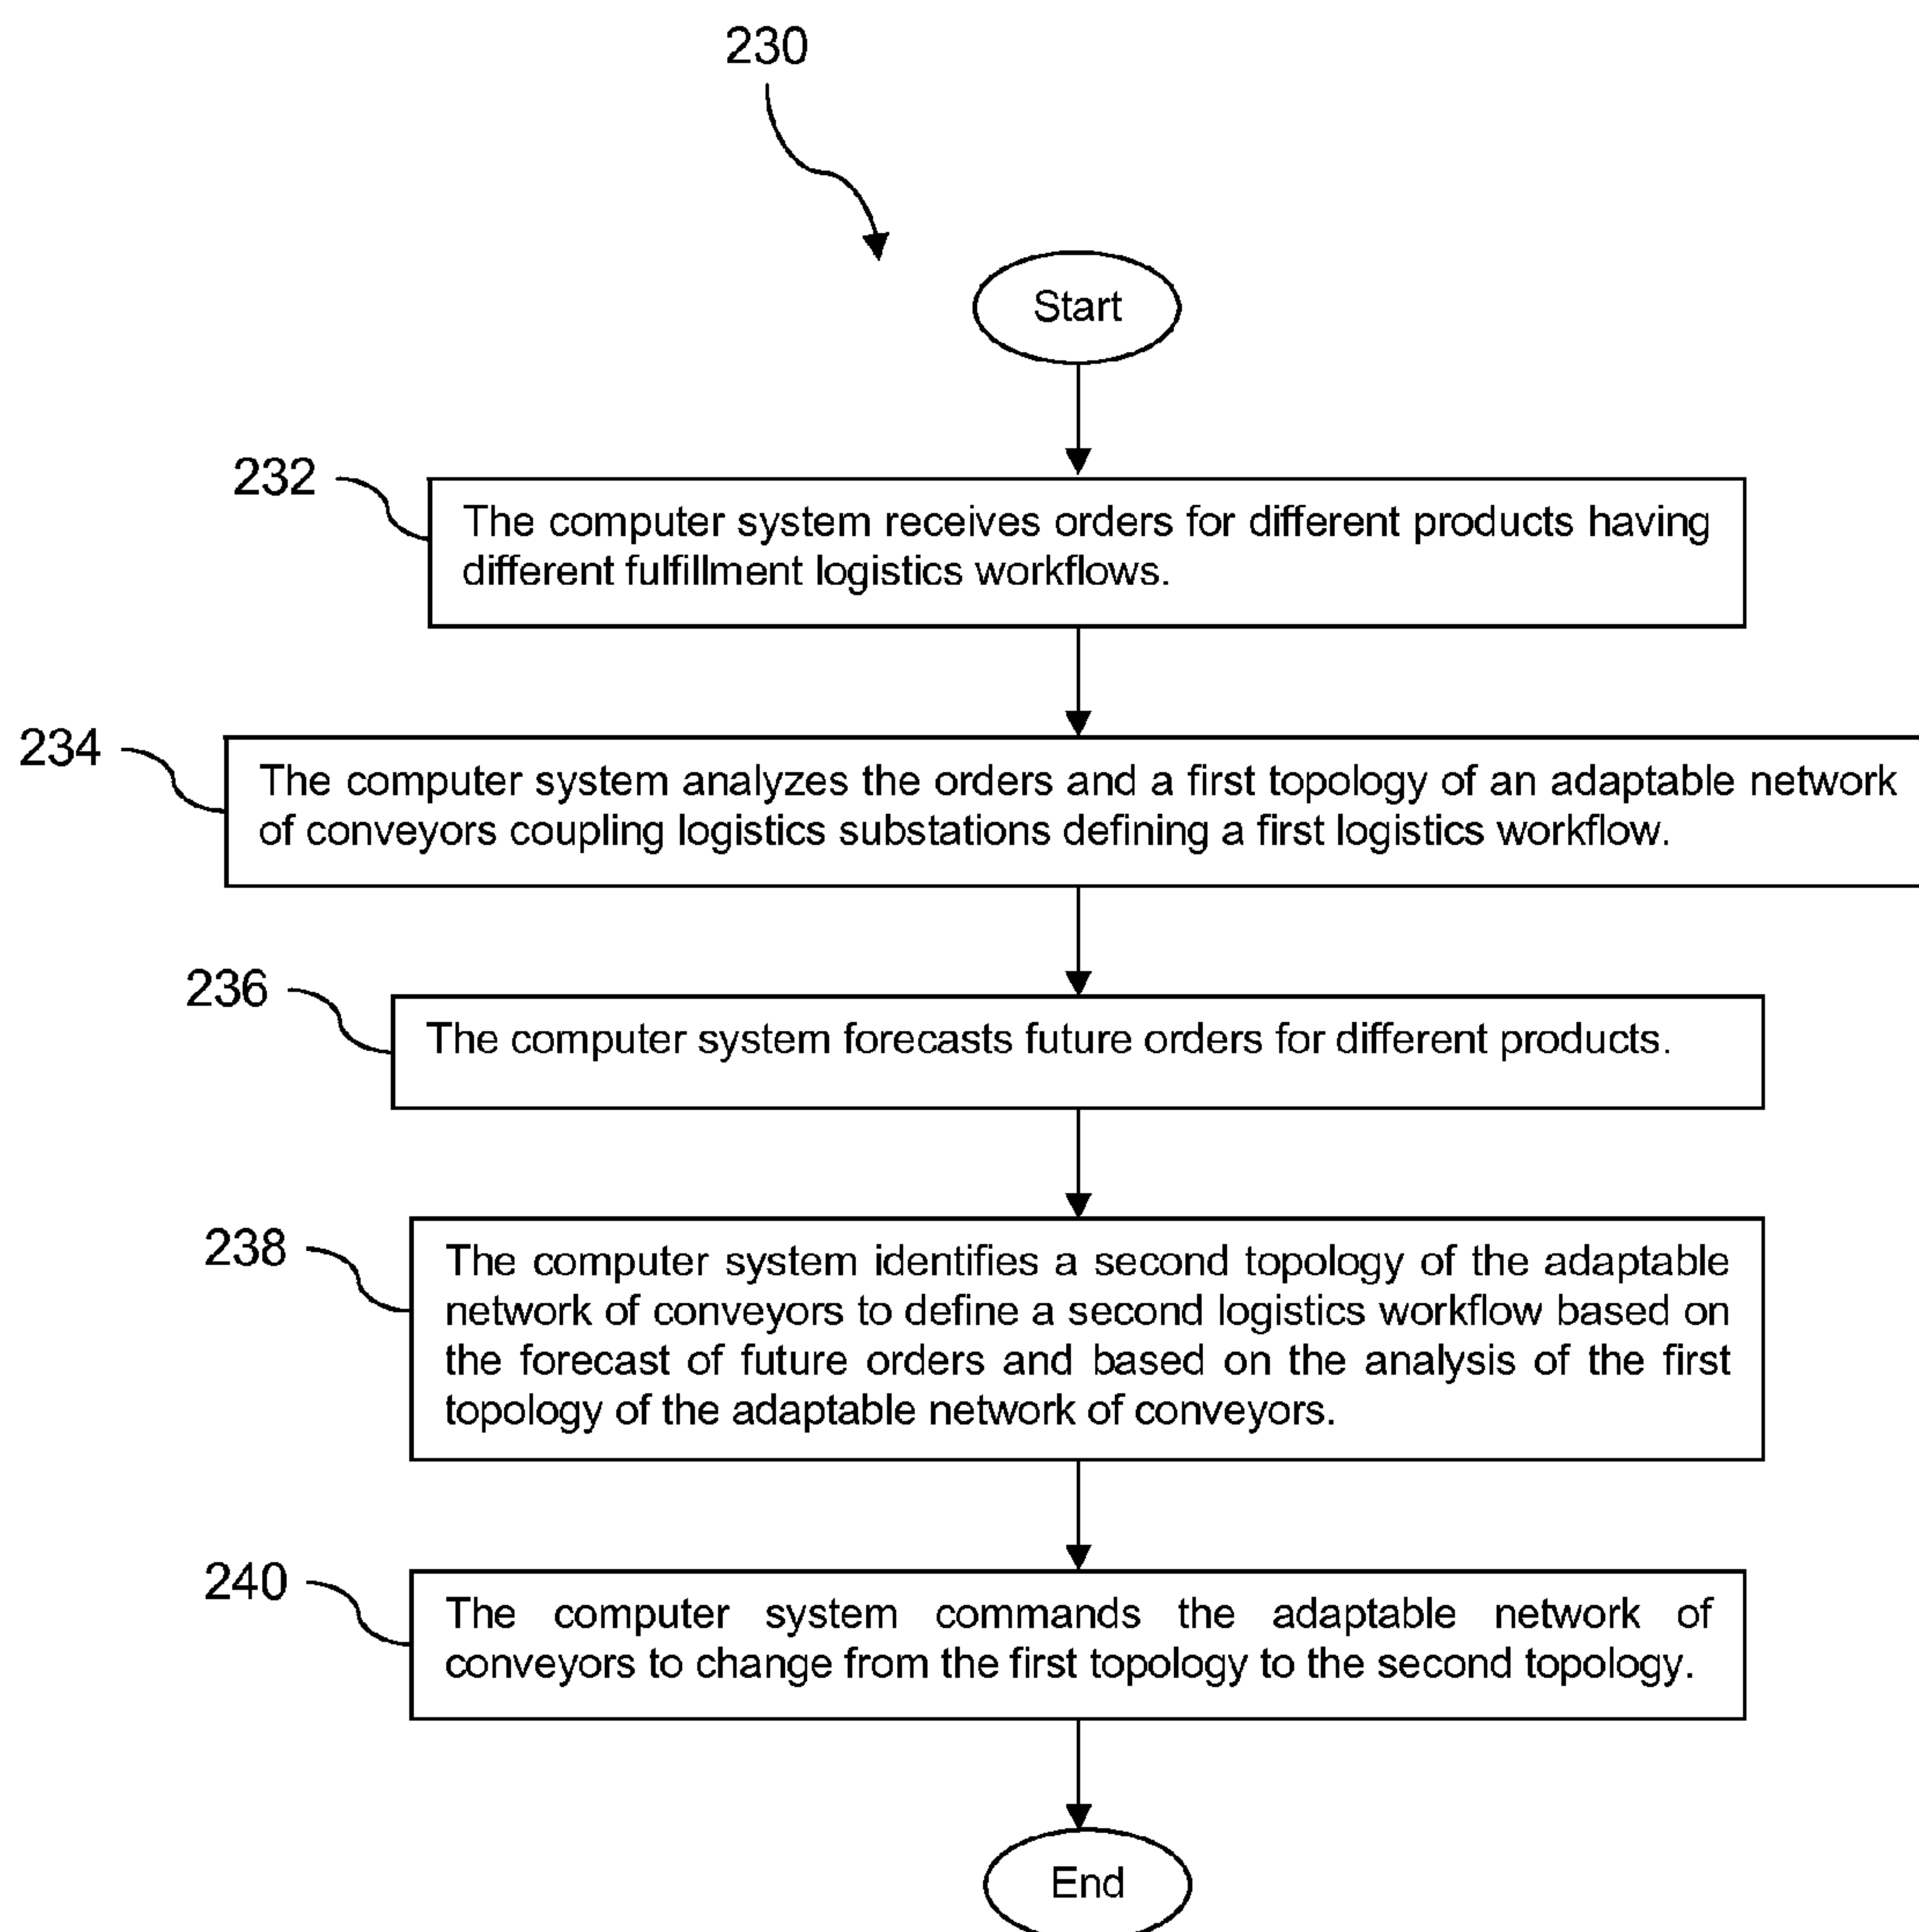 230
Start
232
The computer system receives orders for different products having
different fulfillment logistics workflows.
234
The computer system analyzes the orders and a first topology of an adaptable network
of conveyors coupling logistics substations defining a first logistics workflow.
236
The computer system forecasts future orders for different products.
238
The computer system identifies a second topology of the adaptable
network of conveyors to define a second logistics workflow based on
the forecast of future orders and based on the analysis of the first
topology of the adaptable network of conveyors.
240
The computer system commands the adaptable network of
conveyors to change from the first topology to the second topology.
End